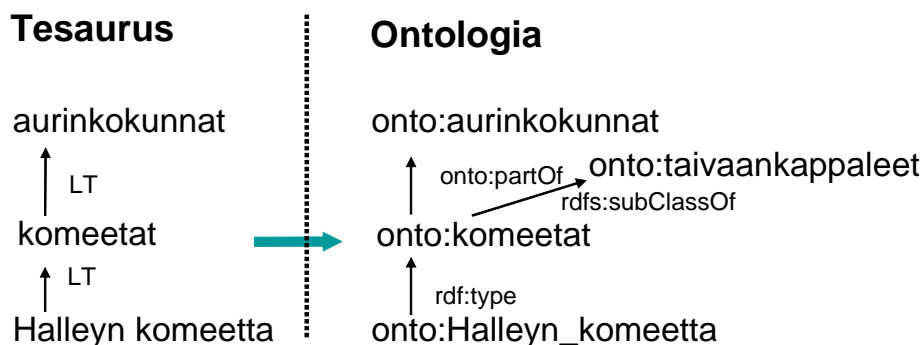 Tesaurus
aurinkokunnat
LT
komeetat
LT
Halleyn komeetta
Ontologia
onto:aurinkokunnat
onto:taivaankappaleet
onto:partOf
rdfs:subClassOf
onto:komeetat
rdf:type
onto:Halleyn_komeetta